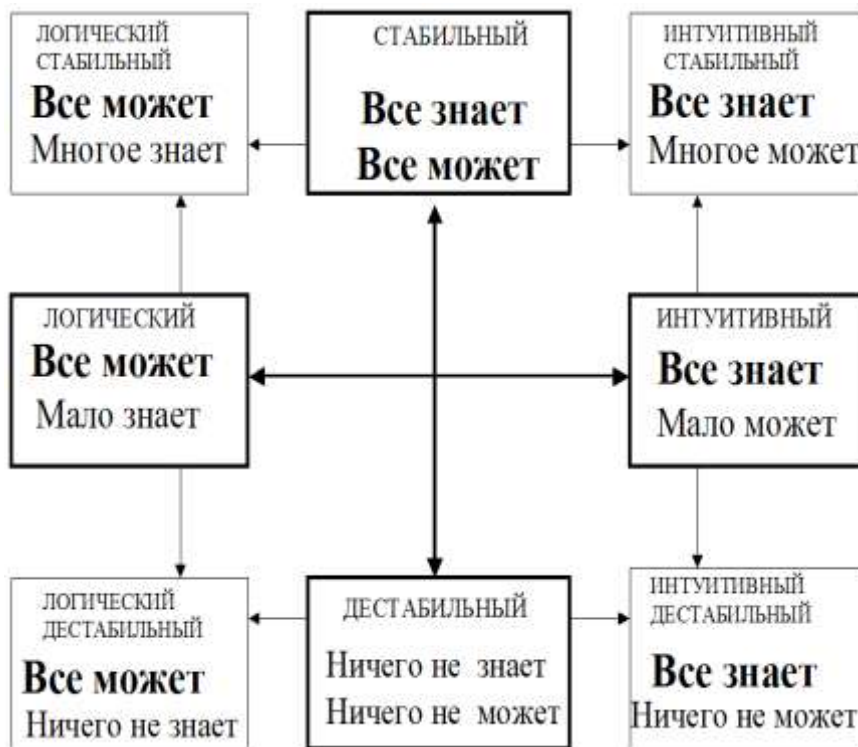 ЛОГИЧЕСКИЙ
СТАБИЛЬНЫЙ
Все может
Многое знает
СТАБИЛЬНЫЙ
Все знает
Все может
ИНТУИТИВНЫЙ
СТАБИЛЬНЫЙ
Все знает
Многое может
ЛОГИЧЕСКИЙ
Все может
Мало знает
ИНТУИТИВНЫЙ
Все знает
Мало может
ЛОГИЧЕСКИЙ
ДЕСТАБИЛЬНЫЙ
Все может
Ничего не знает
ДЕСТАБИЛЬНЫЙ
Ничего не знает
Ничего не может
ИНТУИТИВНЫЙ
ДЕСТАБИЛЬНЫЙ
Все знает
Ничего не может